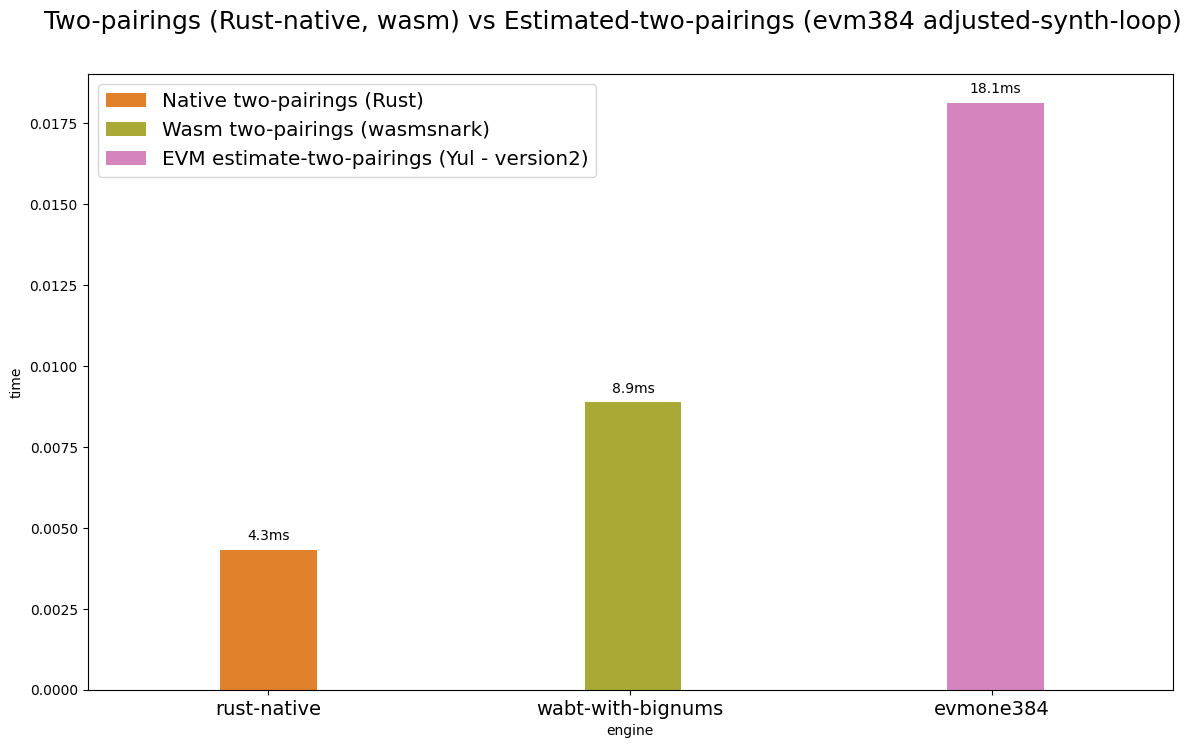 Two-pairings (Rust-native, wasm) vs Estimated-two-pairings (evm384 adjusted-synth-loop)
Native two-pairings (Rust)
Wasm two-pairings (wasmsnark)
EVM estimate-two-pairings (Yul - version2)
18.1ms
8.9ms
4.3ms
0.0175
0.0150
0.0125
0.0100
0.0075
0.0050
0.0025
0.0000
time
rust-native
wabt-with-bignums
evmone384
engine